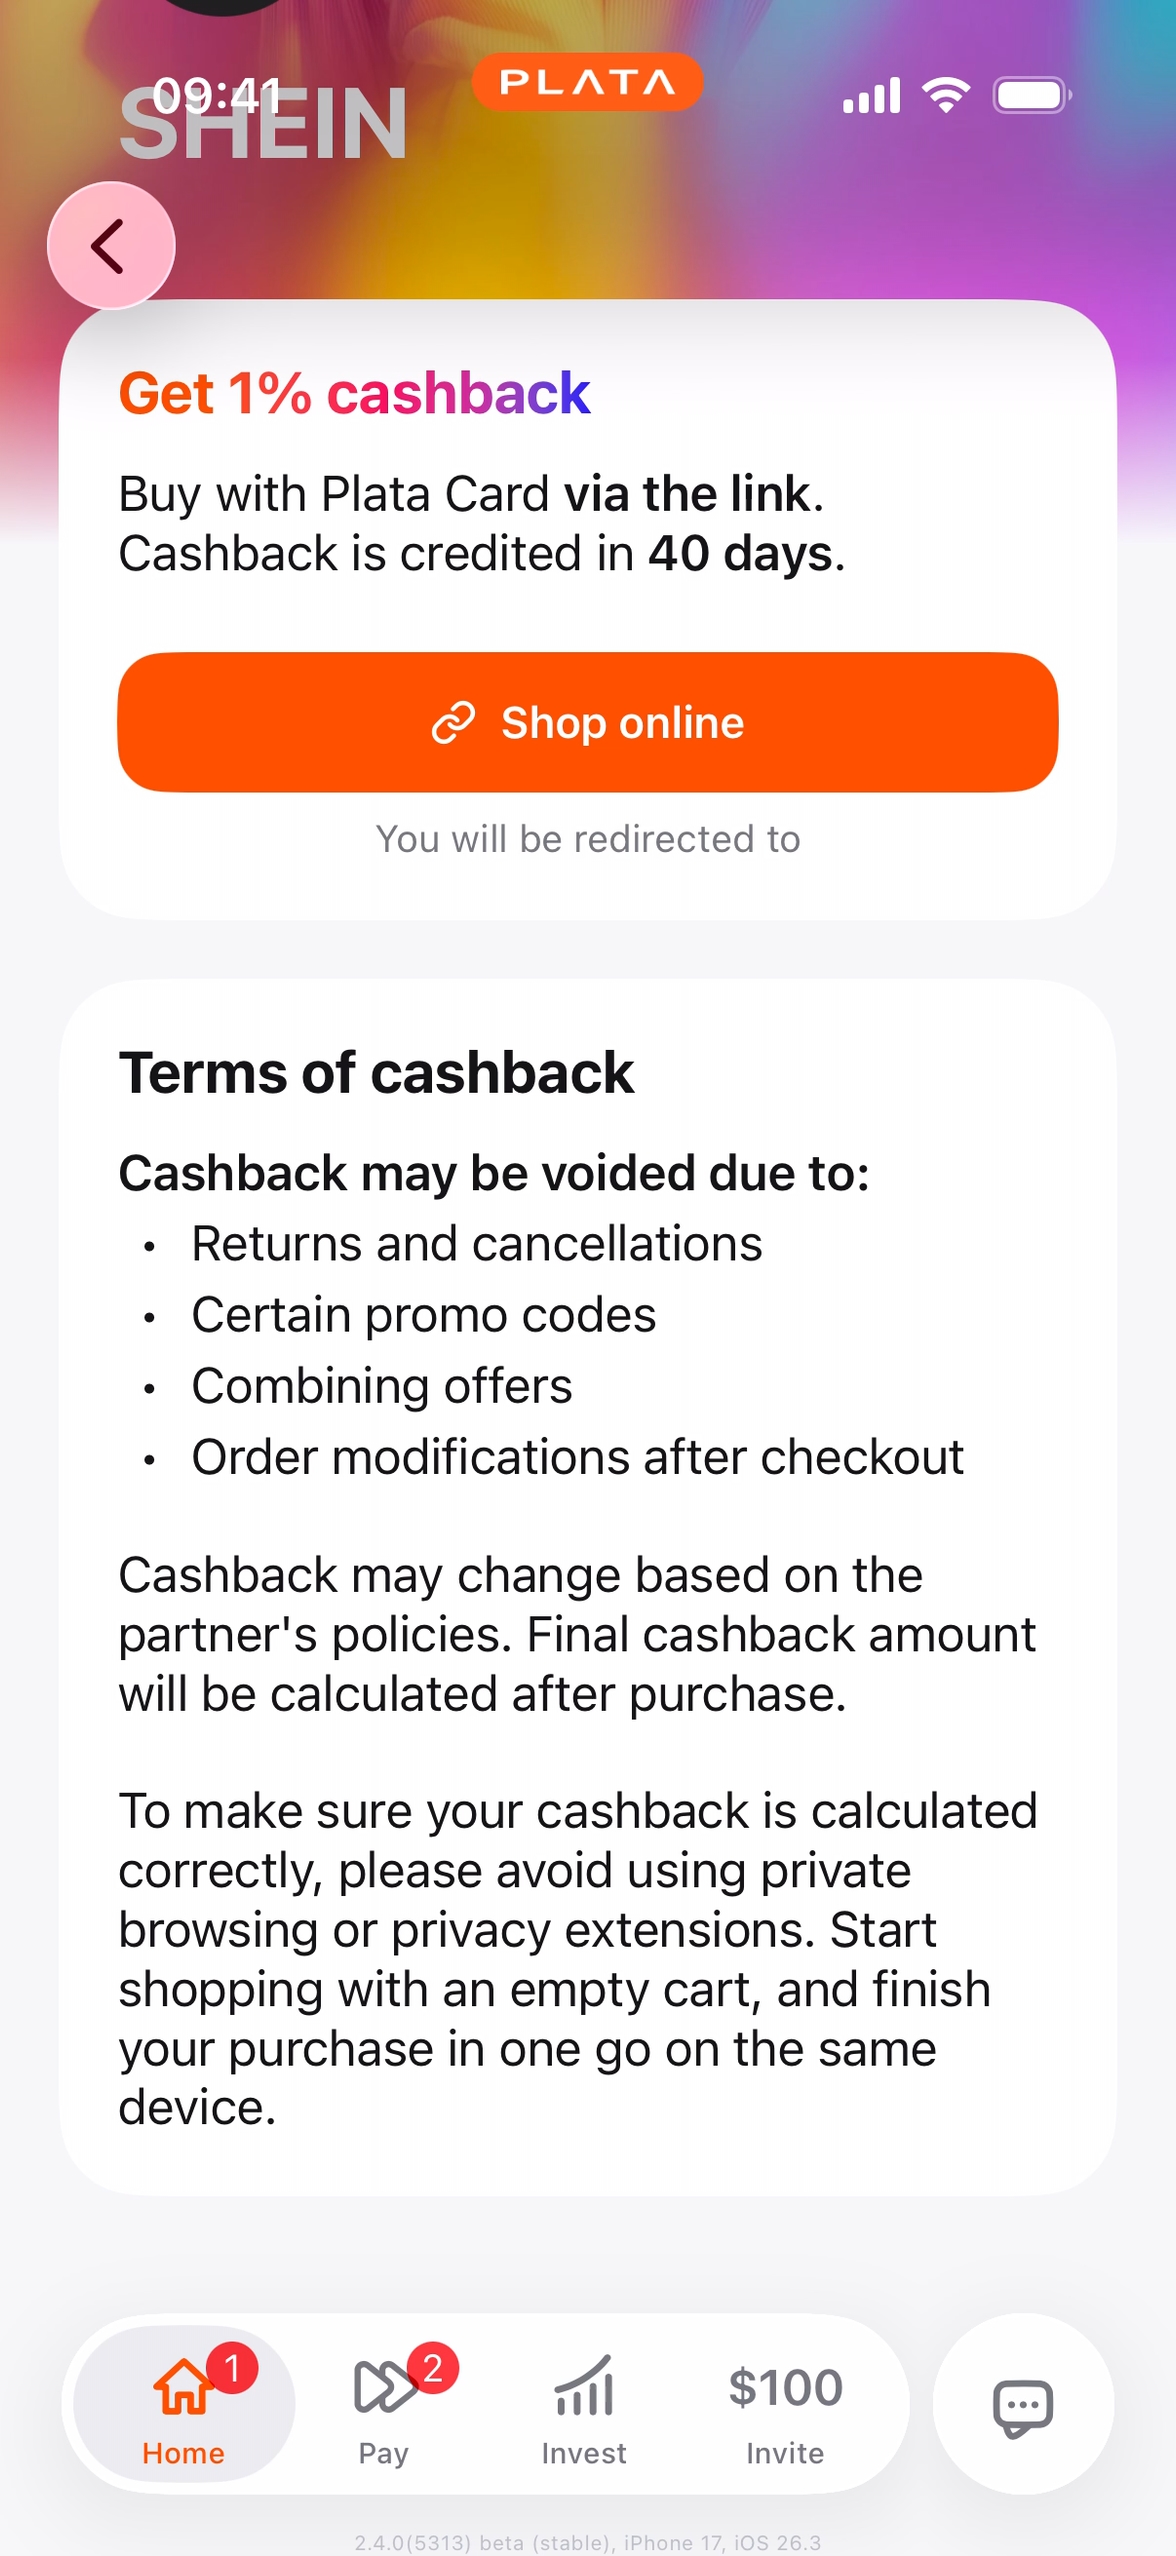 09:41
PLATA
SHEIN
Get 1% cashback
Buy with Plata Card via the link.
Cashback is credited in 40 days.
Shop online
You will be redirected to
Terms of cashback
Cashback may be voided due to:
• Returns and cancellations
• Certain promo codes
• Combining offers
• Order modifications after checkout
Cashback may change based on the
partner's policies. Final cashback amount
will be calculated after purchase.
To make sure your cashback is calculated
correctly, please avoid using private
browsing or privacy extensions. Start
shopping with an empty cart, and finish
your purchase in one go on the same
device.
1
2
$100
Home
Pay
Invest
Invite
2.4.0(5313) beta (stable), iPhone 17, iOS 26.3